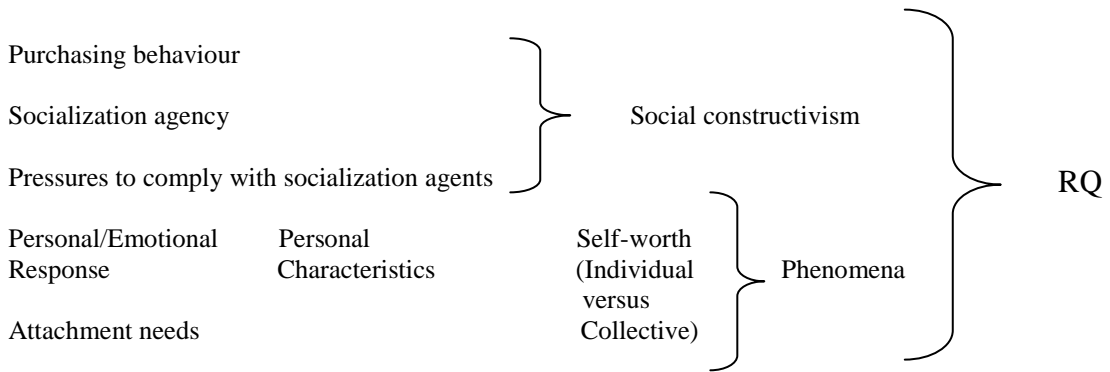 Purchasing behaviour
Socialization agency
Social constructivism
Pressures to comply with socialization agents
RQ
Personal/Emotional Personal Self-worth
Response Characteristics (Individual Phenomena
versus
Attachment needs Collective)